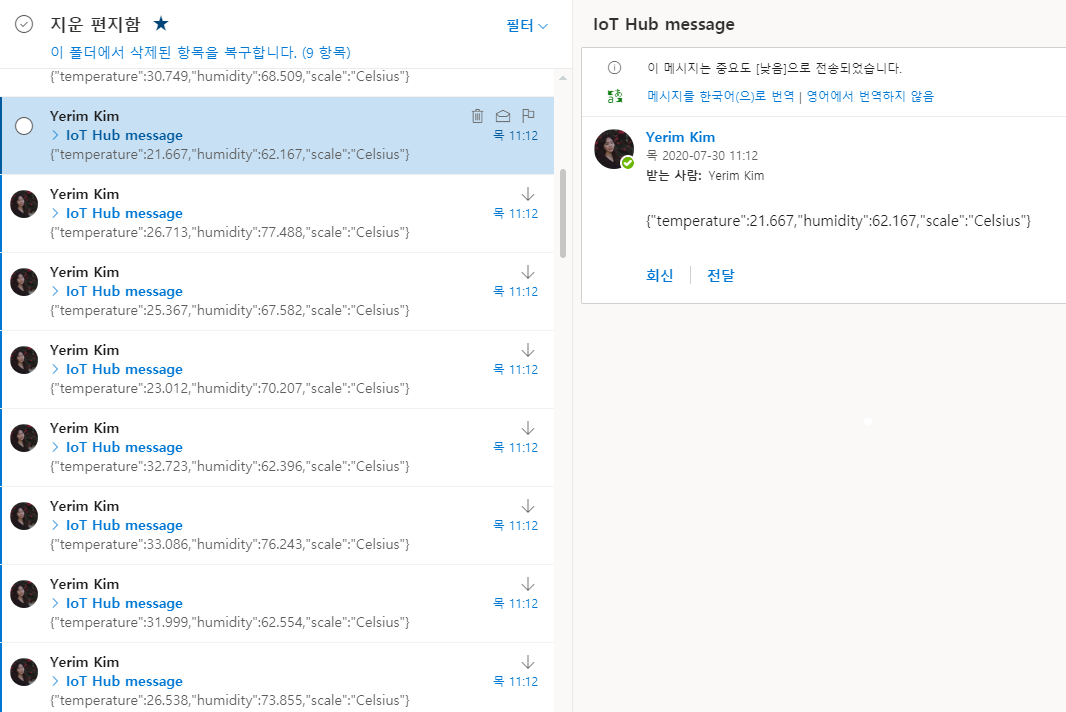 지운 편지함 ★
필터
이 폴더에서 삭제된 항목을 복구합니다. (9 항목)
{"temperature":30.749,"humidity":68.509,"scale":"Celsius"}
Yerim Kim
> IoT Hub message
목 11:12
{"temperature":21.667,"humidity":62.167,"scale":"Celsius"}
Yerim Kim
> IoT Hub message
목 11:12
{"temperature":26.713,"humidity":77.488,"scale":"Celsius"}
Yerim Kim
> IoT Hub message
목 11:12
{"temperature":25.367,"humidity":67.582,"scale":"Celsius"}
Yerim Kim
> IoT Hub message
목 11:12
{"temperature":23.012,"humidity":70.207,"scale":"Celsius"}
Yerim Kim
> IoT Hub message
목 11:12
{"temperature":32.723,"humidity":62.396,"scale":"Celsius"}
Yerim Kim
> IoT Hub message
목 11:12
{"temperature":33.086,"humidity":76.243,"scale":"Celsius"}
Yerim Kim
> IoT Hub message
목 11:12
{"temperature":31.999,"humidity":62.554,"scale":"Celsius"}
Yerim Kim
> IoT Hub message
목 11:12
{"temperature":26.538,"humidity":73.855,"scale":"Celsius"}
IoT Hub message
이 메시지는 중요도 [낮음]으로 전송되었습니다.
메시지를 한국어(으)로 번역 | 영어에서 번역하지 않음
Yerim Kim
목 2020-07-30 11:12
받는 사람: Yerim Kim
{"temperature":21.667,"humidity":62.167,"scale":"Celsius"}
회신 | 전달